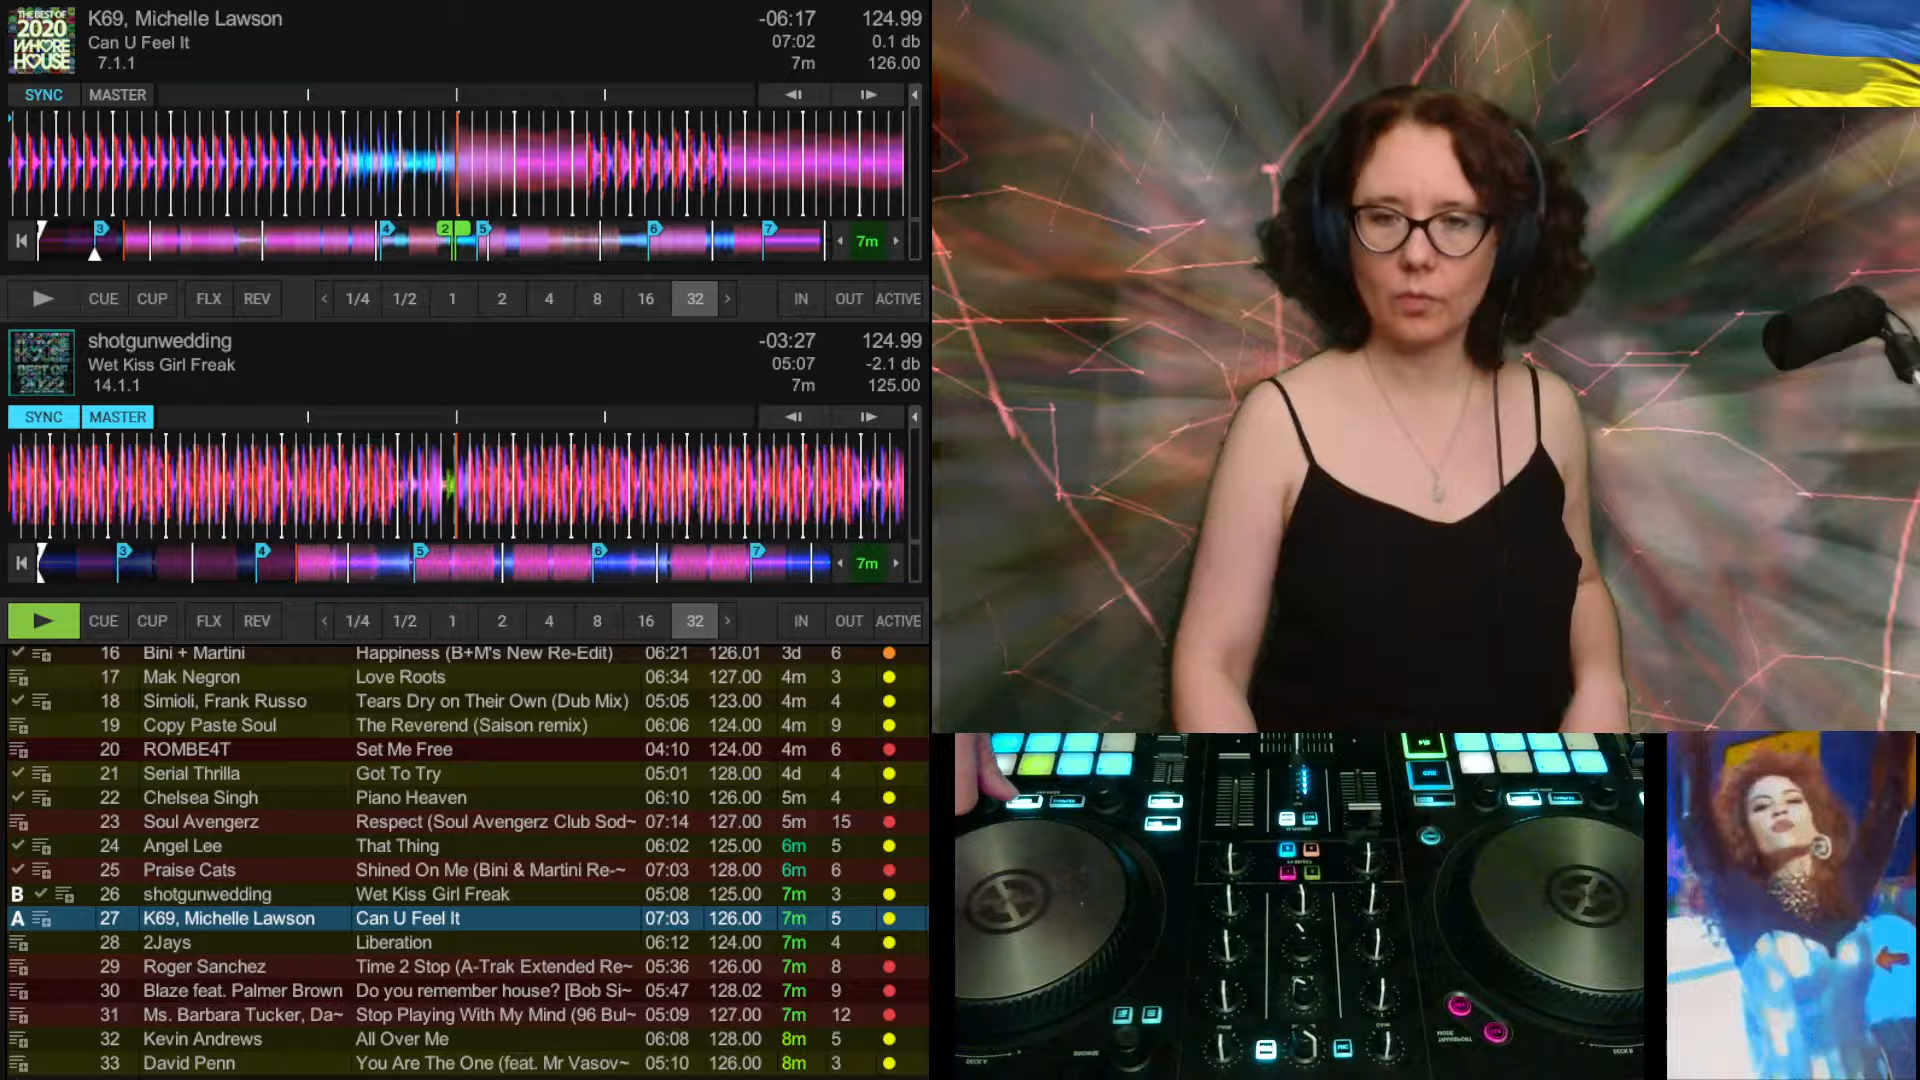 THE BEST OF
2020
WHORE
HOUSE
K69, Michelle Lawson
-06:17
124.99
Can U Feel It
07:02
0.1 db
7.1.1
7m
126.00
SYNC
MASTER
3
4
2
5
6
7
7m
CUE CUP FLX REV
1/4 1/2 1 2 4 8 16 32
IN OUT ACTIVE
shotgunwedding
-03:27
124.99
Wet Kiss Girl Freak
05:07
-2.1 db
14.1.1
7m
125.00
SYNC
MASTER
3
4
5
6
7
7m
CUE CUP FLX REV
1/4 1/2 1 2 4 8 16 32
IN OUT ACTIVE
16 Bini + Martini Happiness (B+M's New Re-Edit) 06:21 126.01 3d 6
17 Mak Negron Love Roots 06:34 127.00 4m 3
18 Simioli, Frank Russo Tears Dry on Their Own (Dub Mix) 05:05 123.00 4m 4
19 Copy Paste Soul The Reverend (Saison remix) 06:06 124.00 4m 9
20 ROMBE4T Set Me Free 04:10 124.00 4m 6
21 Serial Thrilla Got To Try 05:01 128.00 4d 4
22 Chelsea Singh Piano Heaven 06:10 126.00 5m 4
23 Soul Avengerz Respect (Soul Avengerz Club Sod~ 07:14 127.00 5m 15
24 Angel Lee That Thing 06:02 125.00 6m 5
25 Praise Cats Shined On Me (Bini & Martini Re-~ 07:03 128.00 6m 6
B 26 shotgunwedding Wet Kiss Girl Freak 05:08 125.00 7m 3
A 27 K69, Michelle Lawson Can U Feel It 07:03 126.00 7m 5
28 2Jays Liberation 06:12 124.00 7m 4
29 Roger Sanchez Time 2 Stop (A-Trak Extended Re~ 05:36 126.00 7m 8
30 Blaze feat. Palmer Brown Do you remember house? [Bob Si~ 05:47 128.02 7m 9
31 Ms. Barbara Tucker, Da~ Stop Playing With My Mind (96 Bul~ 05:09 127.00 7m 12
32 Kevin Andrews All Over Me 06:08 128.00 8m 5
33 David Penn You Are The One (feat. Mr Vasov~ 05:10 126.00 8m 3